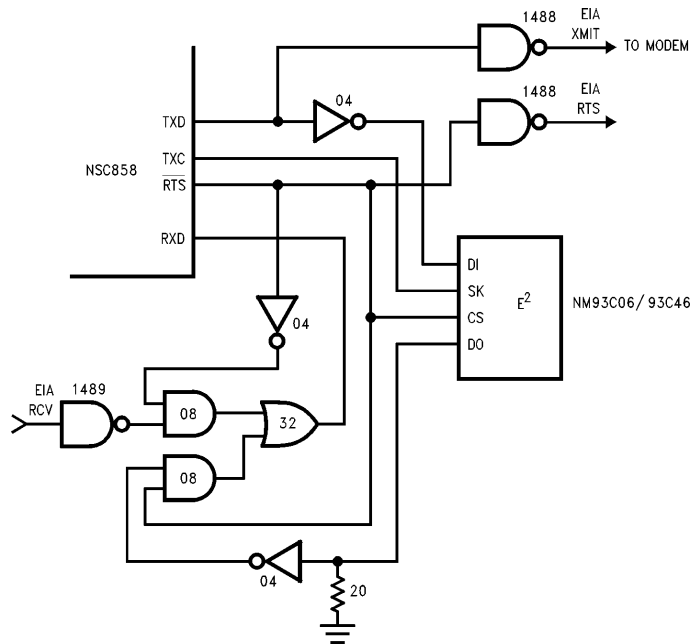 1488
EIA
XMIT
TO MODEM
04
1488
EIA
RTS
TXD
TXC
NSC858
RTS
RXD
DI
SK
E2
CS
DO
NM93C06/93C46
04
EIA
RCV
1489
08
32
08
04
20